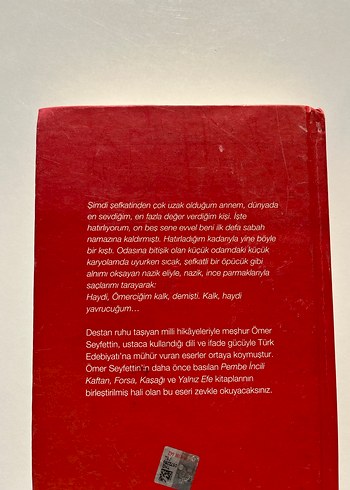 Şimdi şefkatinden çok uzak olduğum annem, dünyada
en sevdiğim, en fazla değer verdiğim kişi. İşte
hatırlıyorum, on beş sene evvel beni ilk defa sabah
namazına kaldırmıştı. Hatırladığım kadarıyla yine böyle
bir kıştı. Odasına bitişik olan küçük odamdaki küçük
karyolamda uyurken sıcak, şefkatli bir öpücük gibi
alnımı okşayan nazik eliyle, nazik, ince parmaklarıyla
saçlarımı tarayarak:
Haydi, Ömerciğim kalk, demişti. Kalk, haydi
yavrucuğum...
Destan ruhu taşıyan milli hikâyeleriyle meşhur Ömer
Seyfettin, ustaca kullandığı dili ve ifade gücüyle Türk
Edebiyatı'na mühür vuran eserler ortaya koymuştur.
Ömer Seyfettin'in daha önce basılan Pembe İncili
Kaftan, Forsa, Kaşağı ve Yalnız Efe kitaplarının
birleştirilmiş hali olan bu eseri zevkle okuyacaksınız.